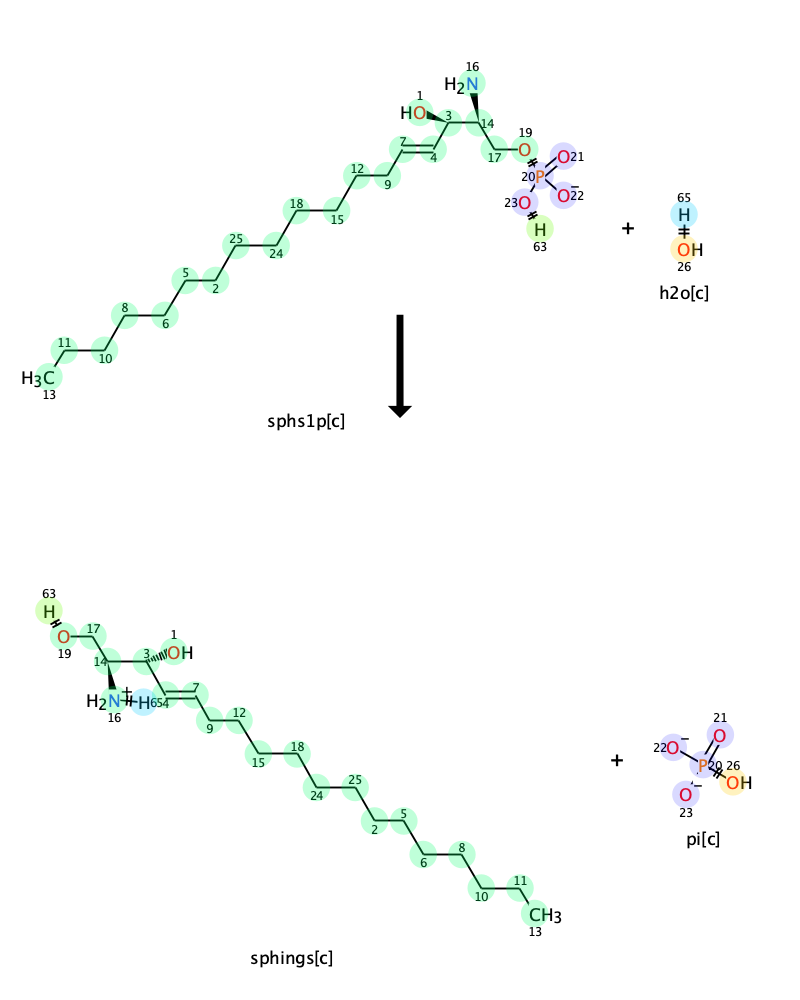 16
H₂N
1
HO
3
14
19
O
7
4
17
O21
20P
O⁻22
12
9
23O
H
63
18
15
25
24
5
2
8
6
11
10
H₃C
13
+
65
H
OH
26
h2o[c]
sphs1p[c]
63
H
17
O
19
1
OH
14
3
H₂N⁺
16
H65
4
7
9
12
15
18
24
25
2
5
6
8
10
11
CH₃
13
sphings[c]
+
21
O
22O⁻
P20
26
OH
O⁻
23
pi[c]